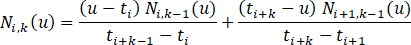 N_{i,k}(u) = \frac{(u - t_i) N_{i,k-1}(u)}{t_{i+k-1} - t_i} + \frac{(t_{i+k} - u) N_{i+1,k-1}(u)}{t_{i+k} - t_{i+1}}